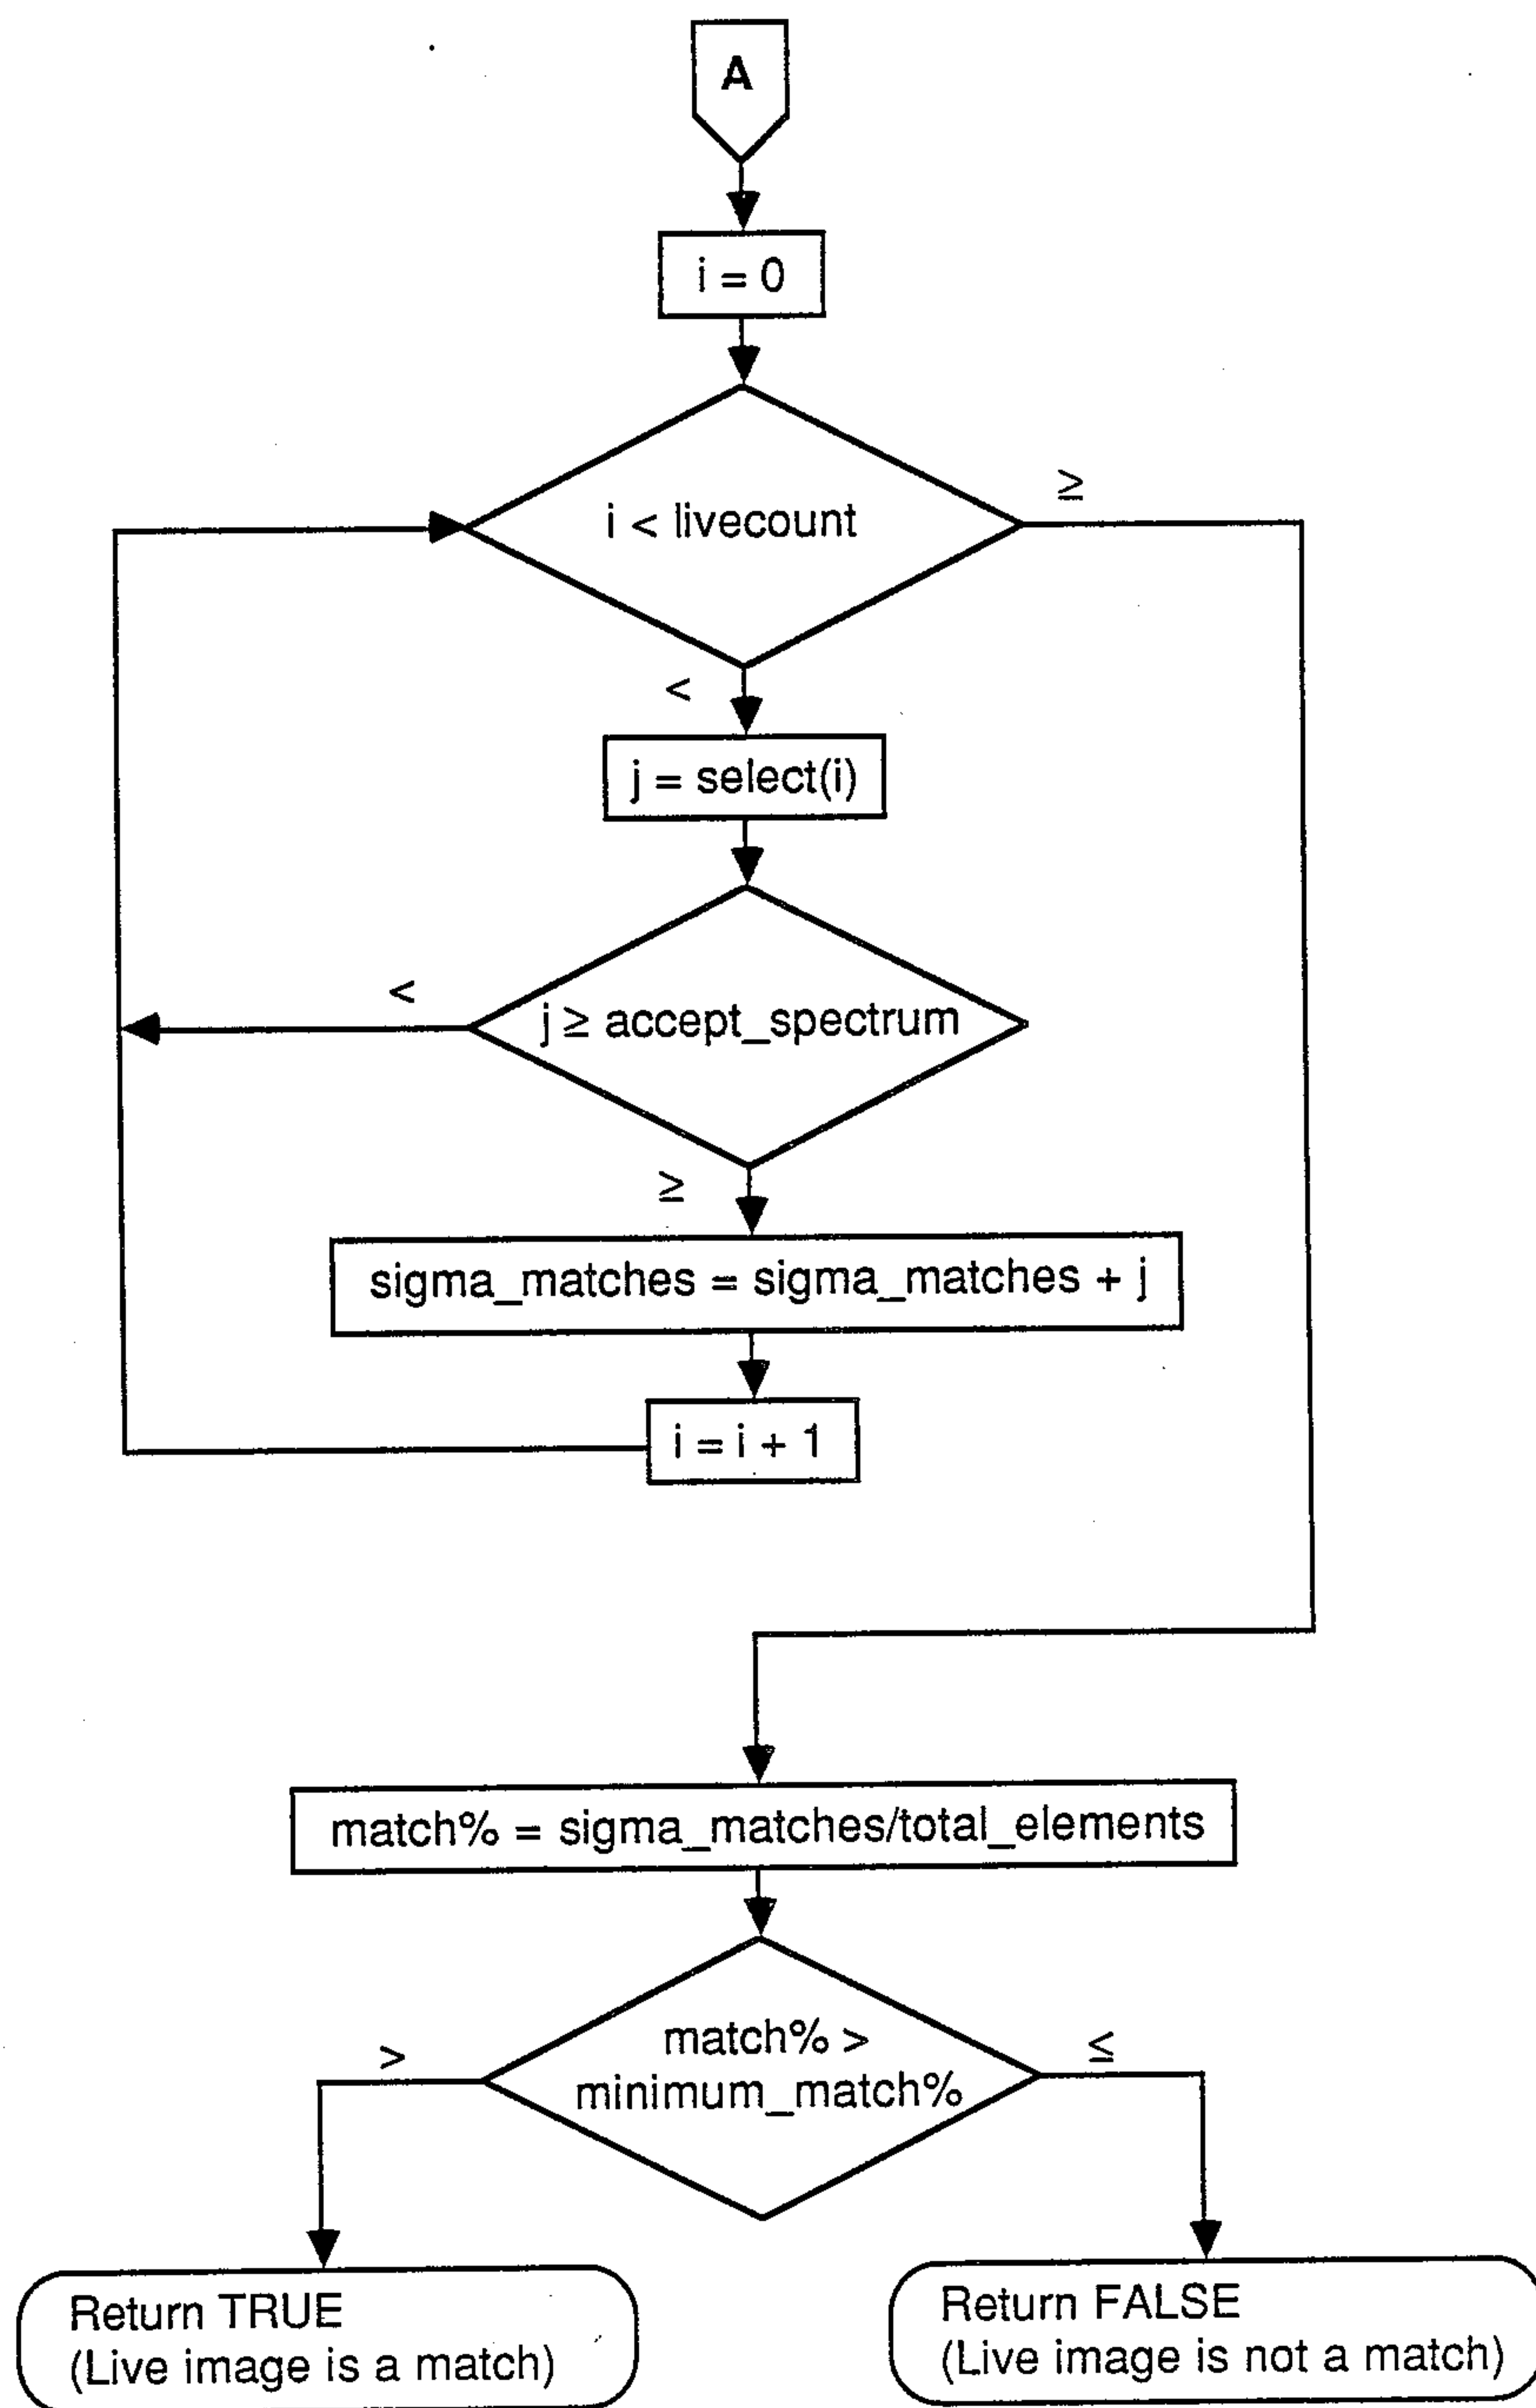 A
i = 0
i < livecount
≥
<
j = select(i)
<
j ≥ accept_spectrum
≥
sigma_matches = sigma_matches + j
i = i + 1
match% = sigma_matches/total_elements
match% >
minimum_match%
>
≤
Return TRUE
(Live image is a match)
Return FALSE
(Live image is not a match)